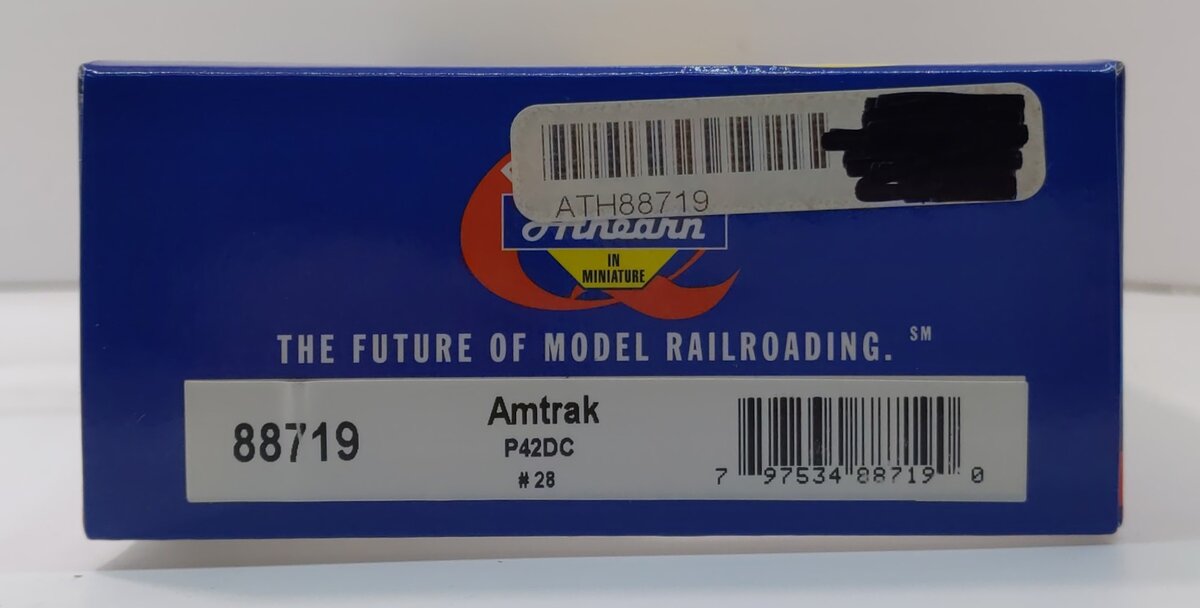 ATH88719
Athearn
IN
MINIATURE
THE FUTURE OF MODEL RAILROADING. SM
88719
Amtrak
P42DC
#28
7 97534 88719 0